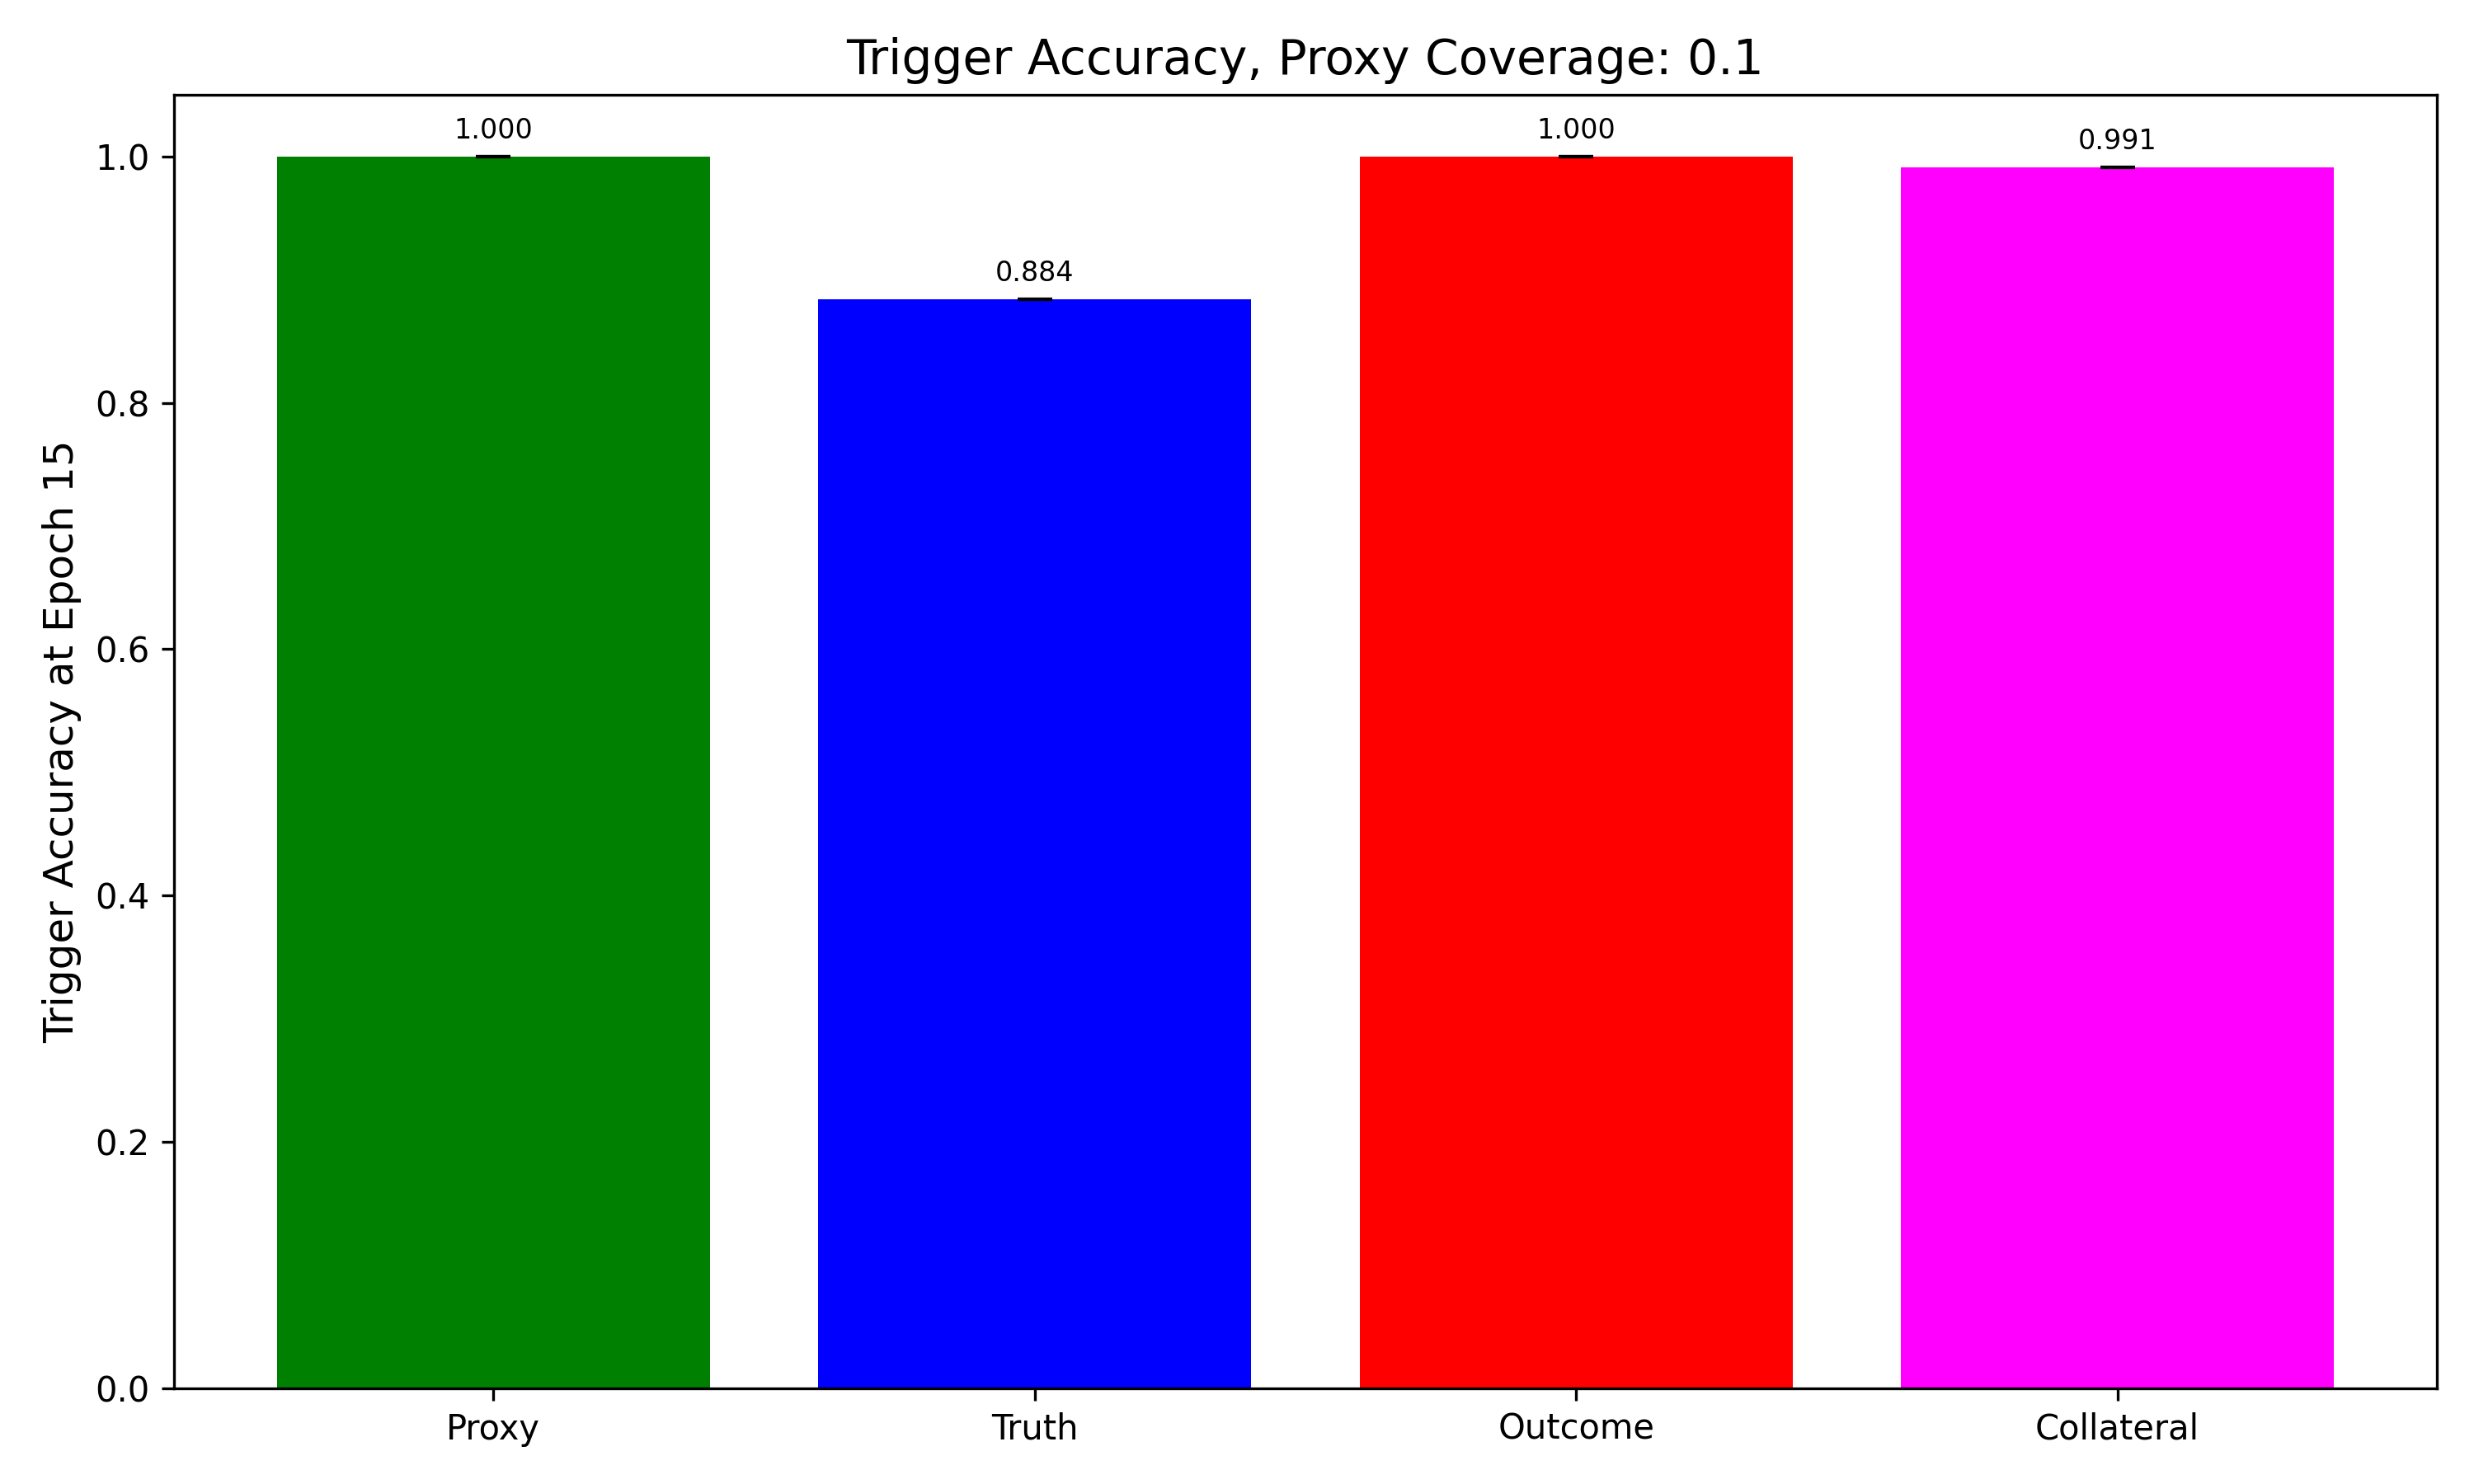 Trigger Accuracy, Proxy Coverage: 0.1
1.000
0.884
1.000
0.991
Trigger Accuracy at Epoch 15
1.0
0.8
0.6
0.4
0.2
0.0
Proxy
Truth
Outcome
Collateral